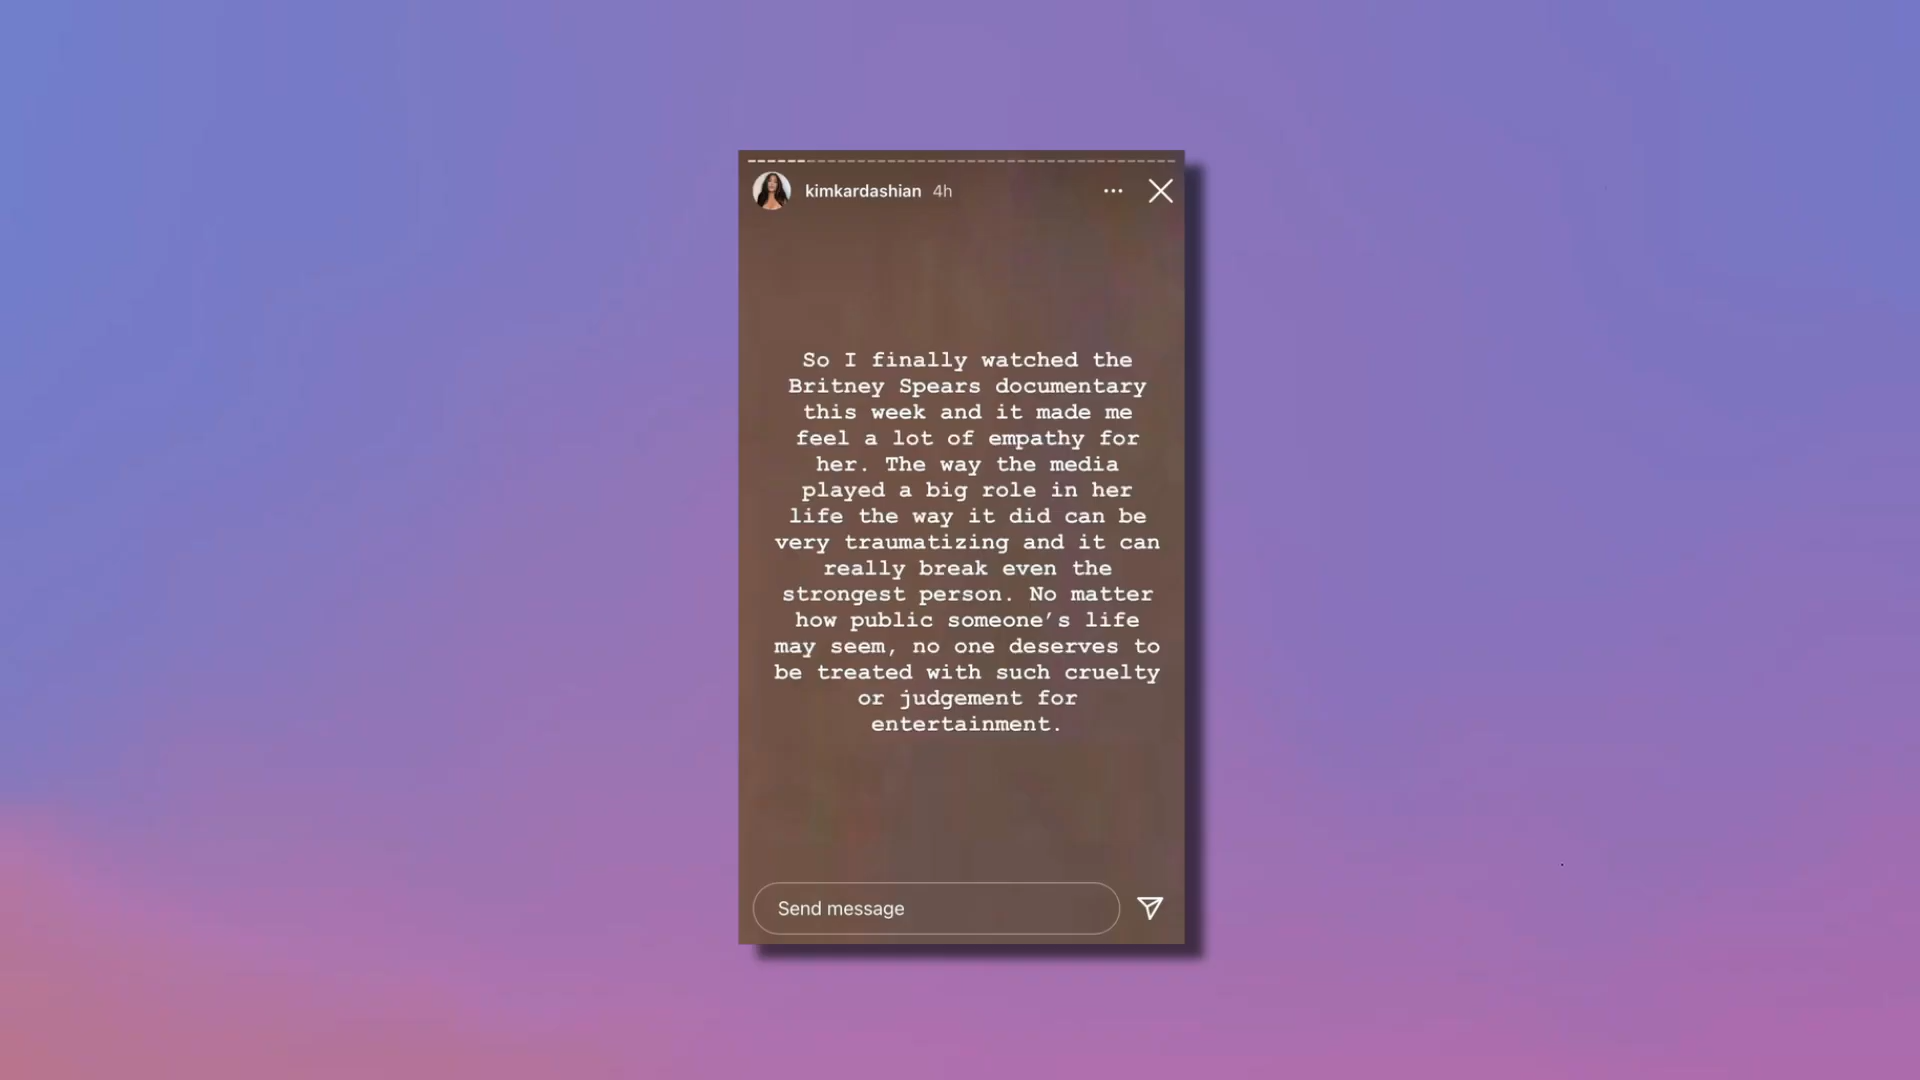 kimkardashian 4h
So I finally watched the
Britney Spears documentary
this week and it made me
feel a lot of empathy for
her. The way the media
played a big role in her
life the way it did can be
very traumatizing and it can
really break even the
strongest person. No matter
how public someone’s life
may seem, no one deserves to
be treated with such cruelty
or judgement for
entertainment.
Send message